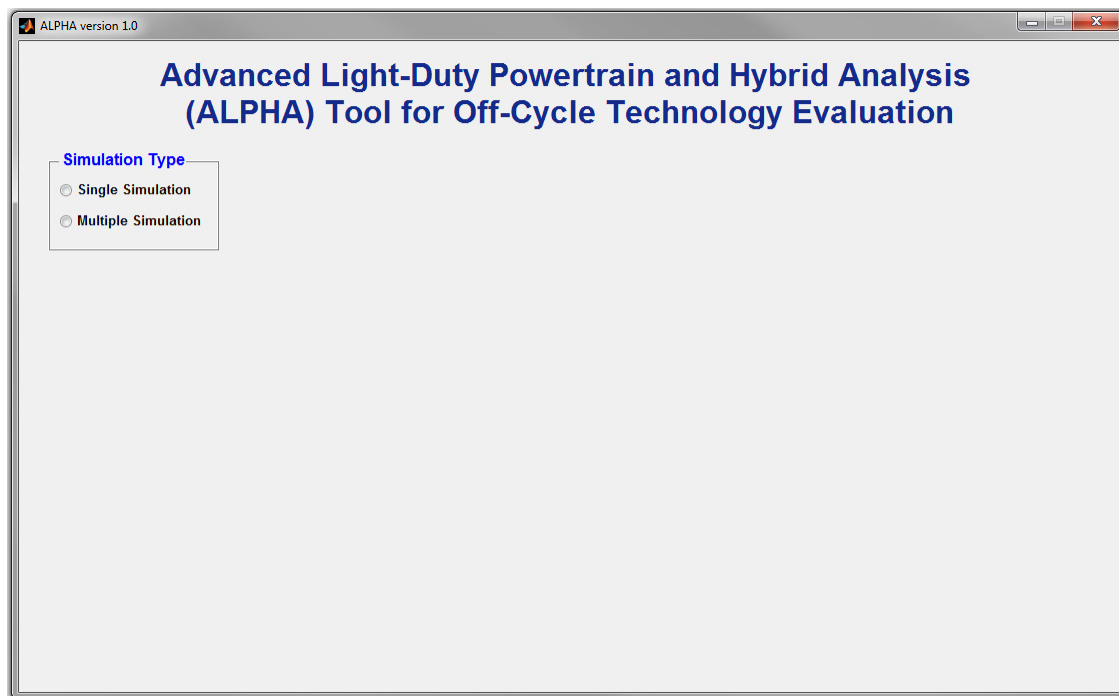 ALPHA version 1.0
Advanced Light-Duty Powertrain and Hybrid Analysis
(ALPHA) Tool for Off-Cycle Technology Evaluation
Simulation Type
Single Simulation
Multiple Simulation